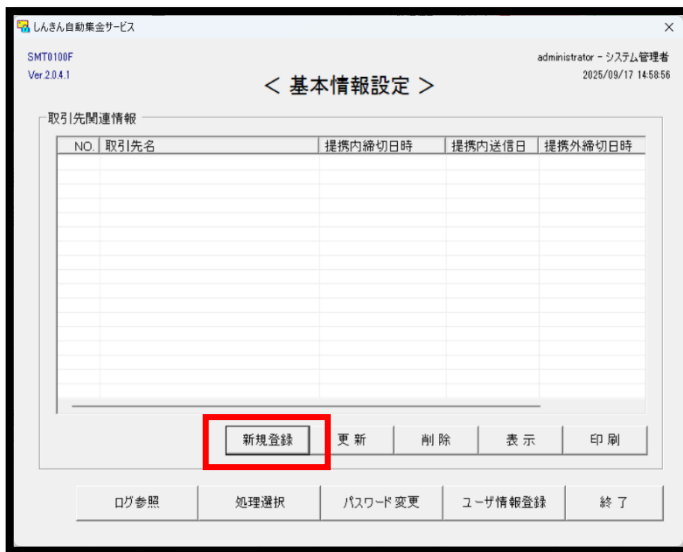 しんきん自動集金サービス
SMT0100F
administrator - システム管理者
Ver.2.0.4.1
2025/09/17 14:58:56
＜ 基本情報設定 ＞
取引先関連情報
NO. 取引先名 提携内締切日時 提携内送信日 提携外締切日時
新規登録 更 新 削 除 表 示 印 刷
ログ参照 処理選択 パスワード変更 ユーザ情報登録 終 了